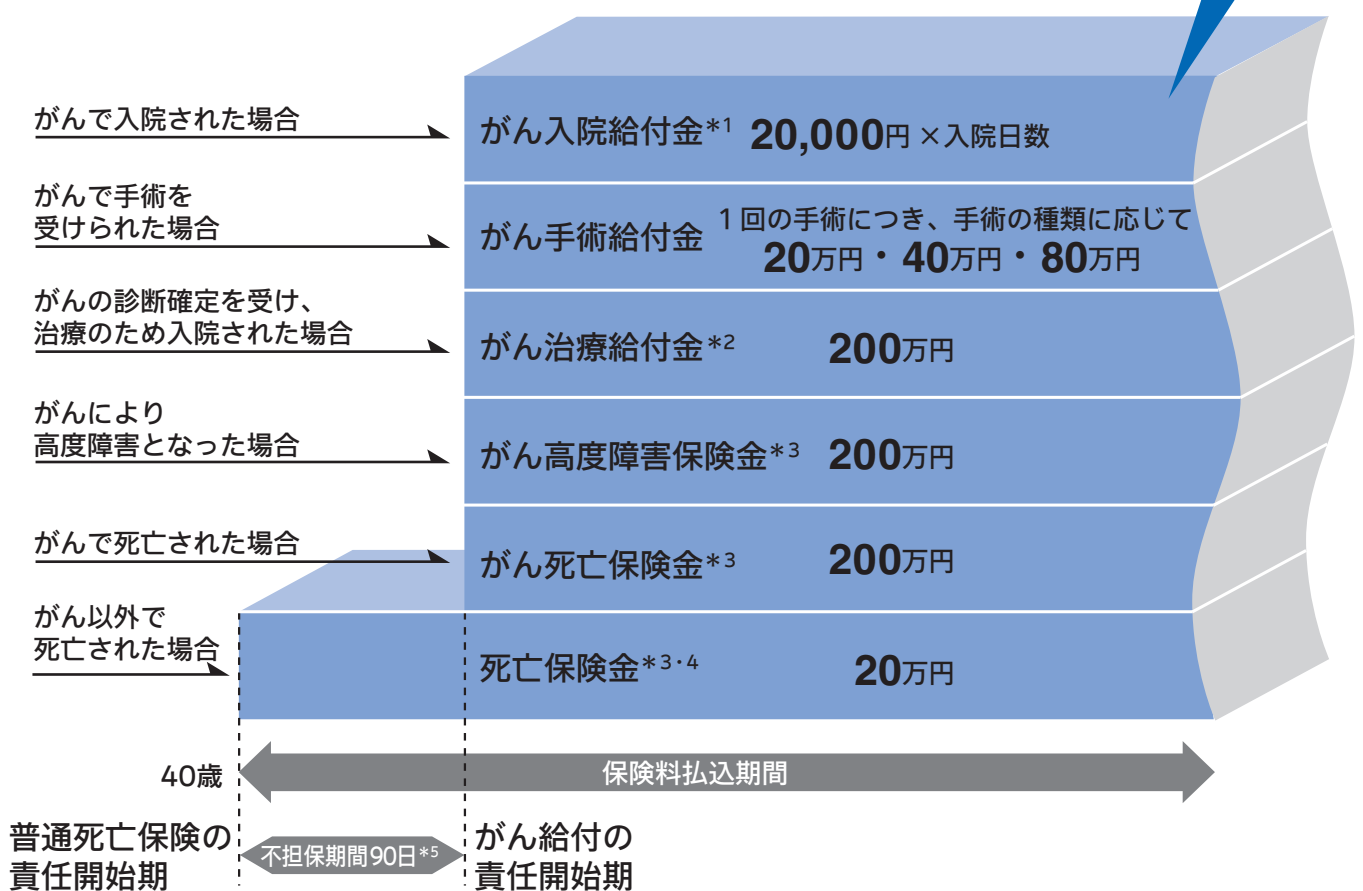 がんで入院された場合
がん入院給付金*1 20,000円×入院日数
がんで手術を
受けられた場合
がん手術給付金
1回の手術につき、手術の種類に応じて
20万円・40万円・80万円
がんの診断確定を受け、
治療のため入院された場合
がん治療給付金*2 200万円
がんにより
高度障害となった場合
がん高度障害保険金*3 200万円
がんで死亡された場合
がん死亡保険金*3 200万円
がん以外で
死亡された場合
死亡保険金*3・4 20万円
40歳
保険料払込期間
普通死亡保険の
責任開始期
不担保期間90日*5
がん給付の
責任開始期